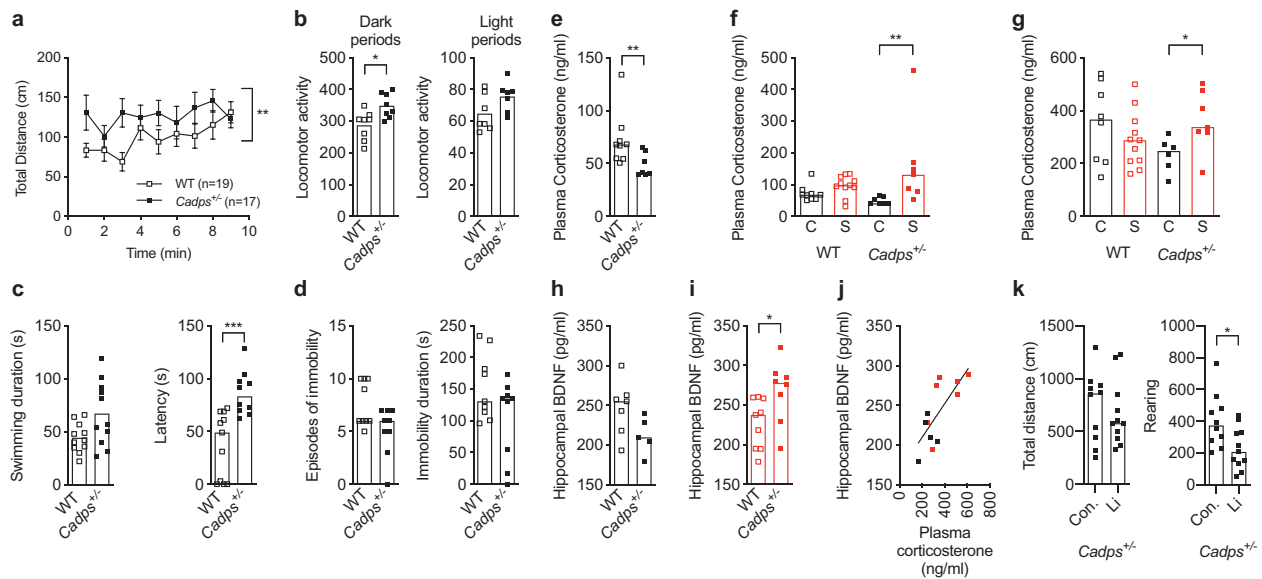 a
Total Distance (cm)
200
150
100
50
0
0
2
4
6
8
10
Time (min)
WT (n=19)
Cadps+/- (n=17)
**
b
Dark
periods
Light
periods
Locomotor activity
500
400
300
200
100
0
*
WT
Cadps+/-
Locomotor activity
100
80
60
40
20
0
WT
Cadps+/-
e
Plasma Corticosterone (ng/ml)
150
100
50
0
**
WT
Cadps+/-
f
Plasma Corticosterone (ng/ml)
500
400
300
200
100
0
**
C
S
C
S
WT
Cadps+/-
g
Plasma Corticosterone (ng/ml)
600
400
200
0
*
C
S
C
S
WT
Cadps+/-
c
Swimming duration (s)
150
100
50
0
WT
Cadps+/-
Latency (s)
150
100
50
0
***
WT
Cadps+/-
d
Episodes of immobility
15
10
5
0
WT
Cadps+/-
Immobility duration (s)
250
200
150
100
50
0
WT
Cadps+/-
h
Hippocampal BDNF (pg/ml)
350
300
250
200
150
WT
Cadps+/-
i
Hippocampal BDNF (pg/ml)
350
300
250
200
150
*
WT
Cadps+/-
j
Hippocampal BDNF (pg/ml)
350
300
250
200
150
0
200
400
600
800
Plasma
corticosterone
(ng/ml)
k
Total distance (cm)
1500
1000
500
0
Con.
Li
Cadps+/-
Rearing
1000
800
600
400
200
0
*
Con.
Li
Cadps+/-